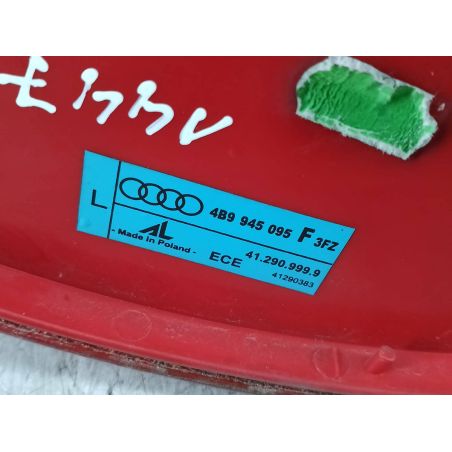 L
4B9 945 095 F 3FZ
AL
- Made In Poland -
ECE
41.290.999.9
41290383